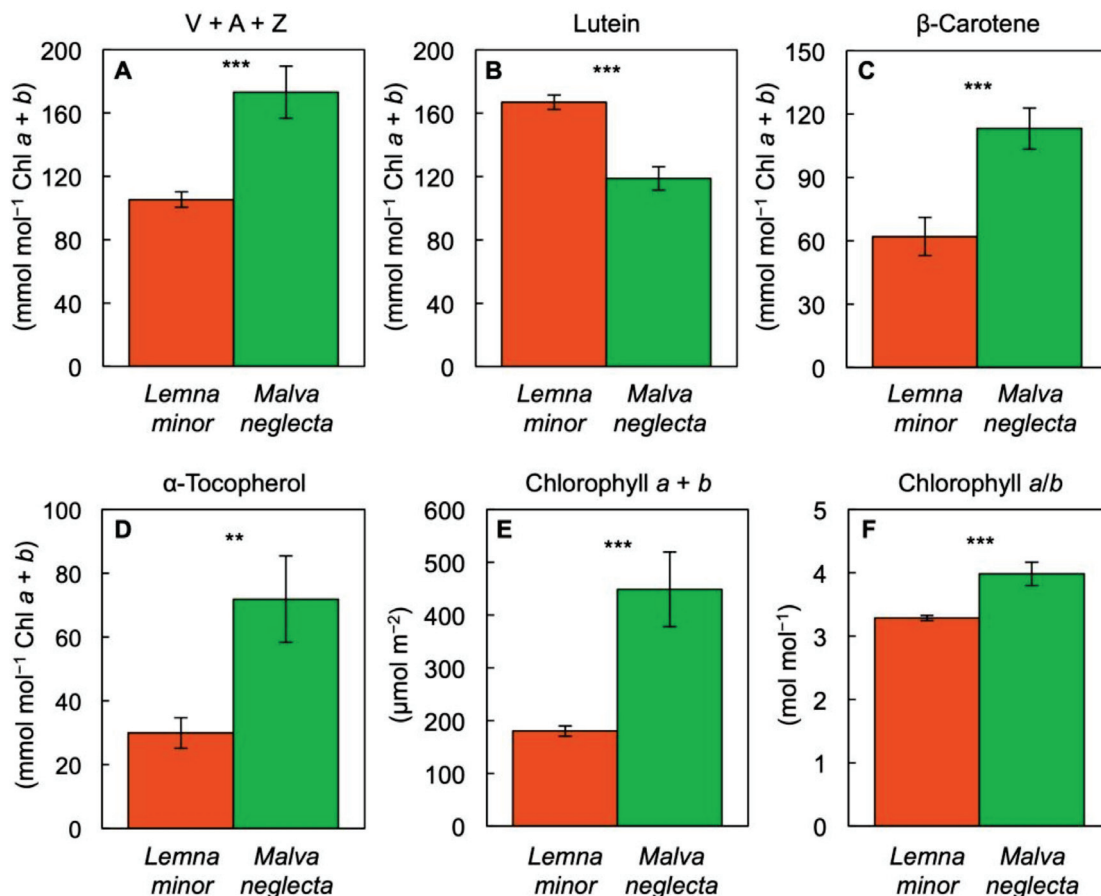 V + A + Z
A
***
200
160
120
80
40
0
(mmol mol⁻¹ Chl a + b)
Lemna minor
Malva neglecta
Lutein
B
***
200
160
120
80
40
0
(mmol mol⁻¹ Chl a + b)
Lemna minor
Malva neglecta
β-Carotene
C
***
150
120
90
60
30
0
(mmol mol⁻¹ Chl a + b)
Lemna minor
Malva neglecta
α-Tocopherol
D
**
100
80
60
40
20
0
(mmol mol⁻¹ Chl a + b)
Lemna minor
Malva neglecta
Chlorophyll a + b
E
***
600
500
400
300
200
100
0
(μmol m⁻²)
Lemna minor
Malva neglecta
Chlorophyll a/b
F
***
5
4
3
2
1
0
(mol mol⁻¹)
Lemna minor
Malva neglecta